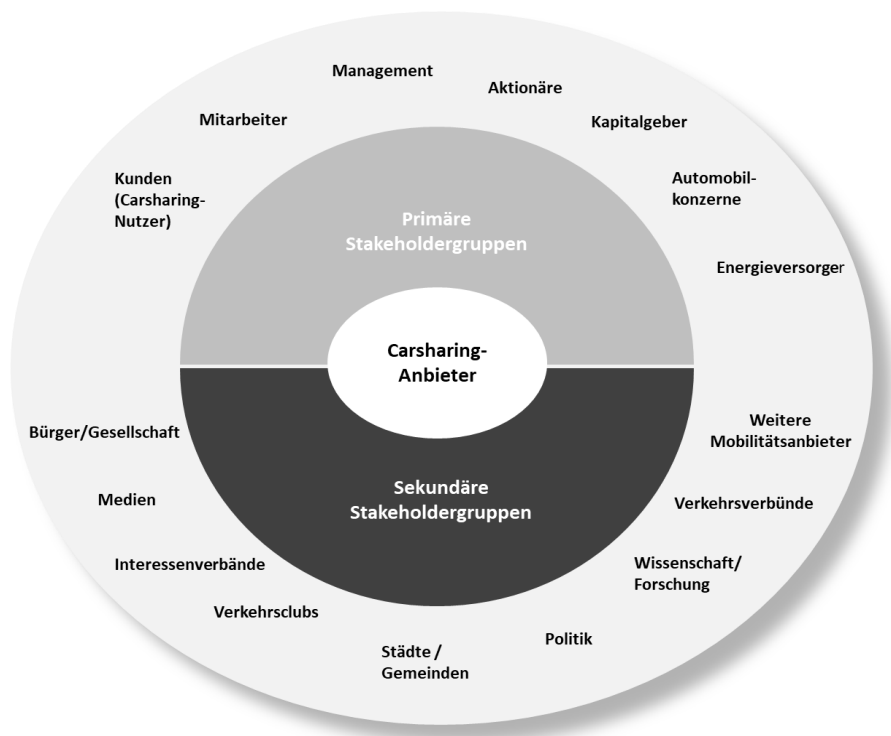 Management
Aktionäre
Mitarbeiter
Kapitalgeber
Kunden
(Carsharing-
Nutzer)
Automobil-
konzerne
Primäre
Stakeholdergruppen
Energieversorger
Carsharing-
Anbieter
Bürger/Gesellschaft
Weitere
Mobilitätsanbieter
Sekundäre
Stakeholdergruppen
Medien
Verkehrsverbünde
Interessenverbände
Wissenschaft/
Forschung
Verkehrsclubs
Städte /
Gemeinden
Politik